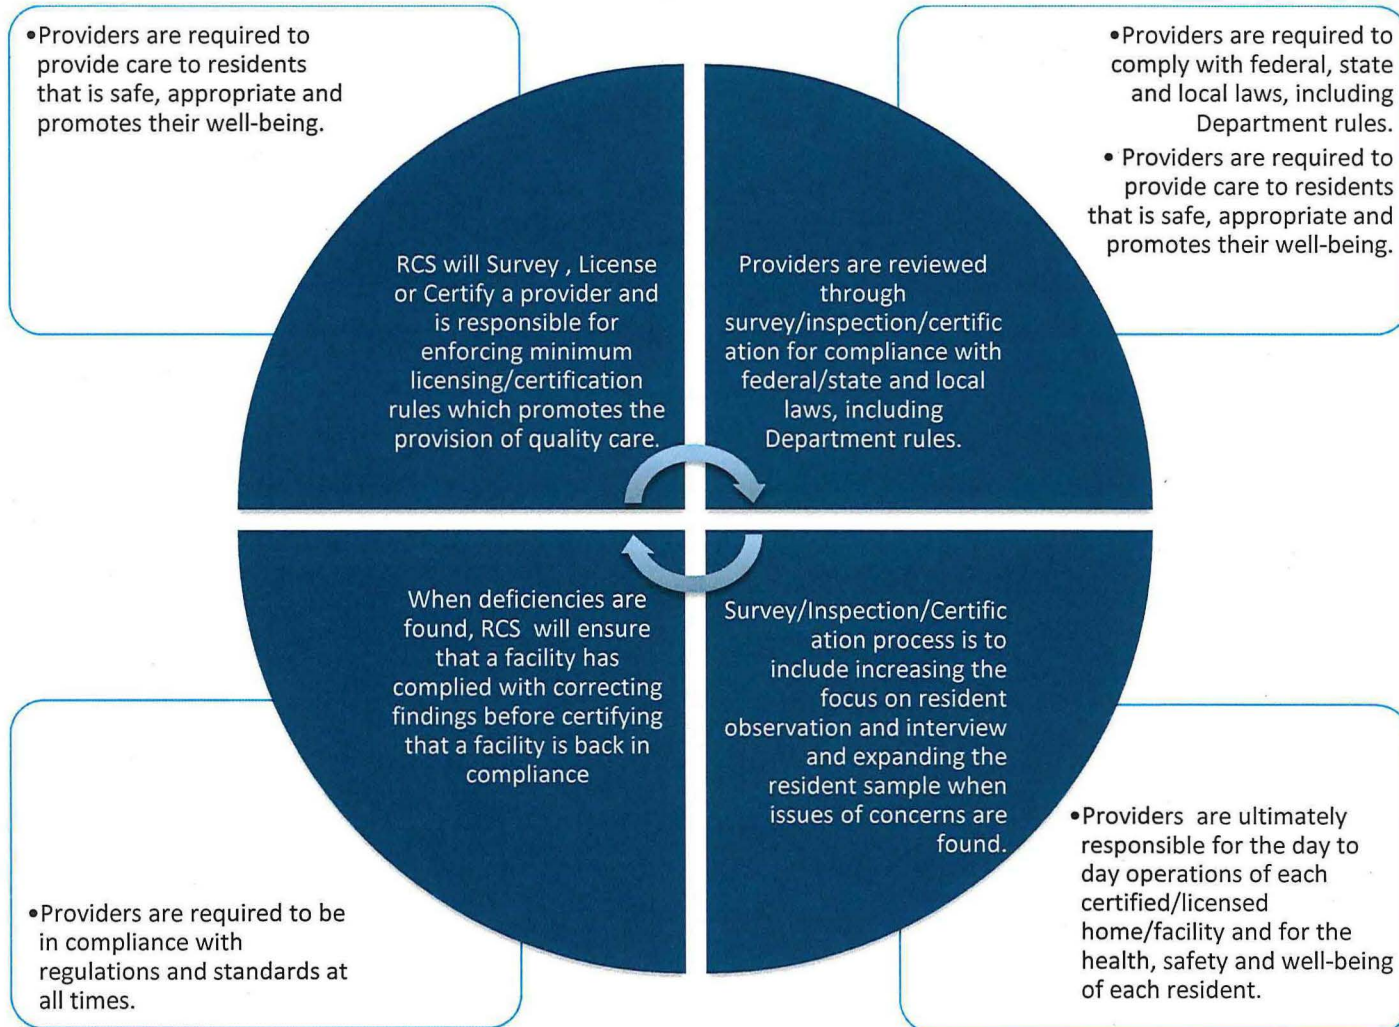 •Providers are required to
provide care to residents
that is safe, appropriate and
promotes their well-being.
•Providers are required to
comply with federal, state
and local laws, including
Department rules.
• Providers are required to
provide care to residents
that is safe, appropriate and
promotes their well-being.
RCS will Survey , License
or Certify a provider and
is responsible for
enforcing minimum
licensing/certification
rules which promotes the
provision of quality care.
Providers are reviewed
through
survey/inspection/certific
ation for compliance with
federal/state and local
laws, including
Department rules.
When deficiencies are
found, RCS will ensure
that a facility has
complied with correcting
findings before certifying
that a facility is back in
compliance
Survey/Inspection/Certific
ation process is to
include increasing the
focus on resident
observation and interview
and expanding the
resident sample when
issues of concerns are
found.
•Providers are required to be
in compliance with
regulations and standards at
all times.
•Providers are ultimately
responsible for the day to
day operations of each
certified/licensed
home/facility and for the
health, safety and well-being
of each resident.